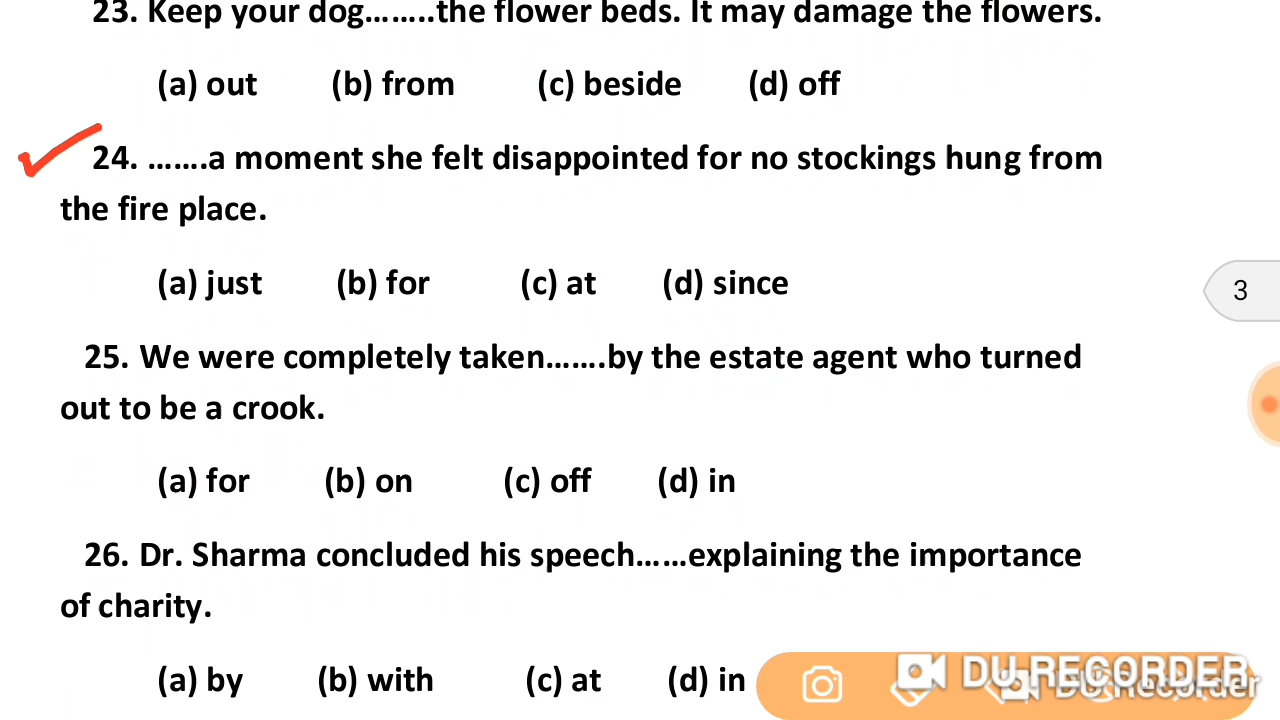 23. Keep your dog……..the flower beds. It may damage the flowers.
(a) out (b) from (c) beside (d) off
24. …….a moment she felt disappointed for no stockings hung from
the fire place.
(a) just (b) for (c) at (d) since
3
25. We were completely taken…….by the estate agent who turned
out to be a crook.
(a) for (b) on (c) off (d) in
26. Dr. Sharma concluded his speech……explaining the importance
of charity.
(a) by (b) with (c) at (d) in
DU RECORDER
DU Recorder